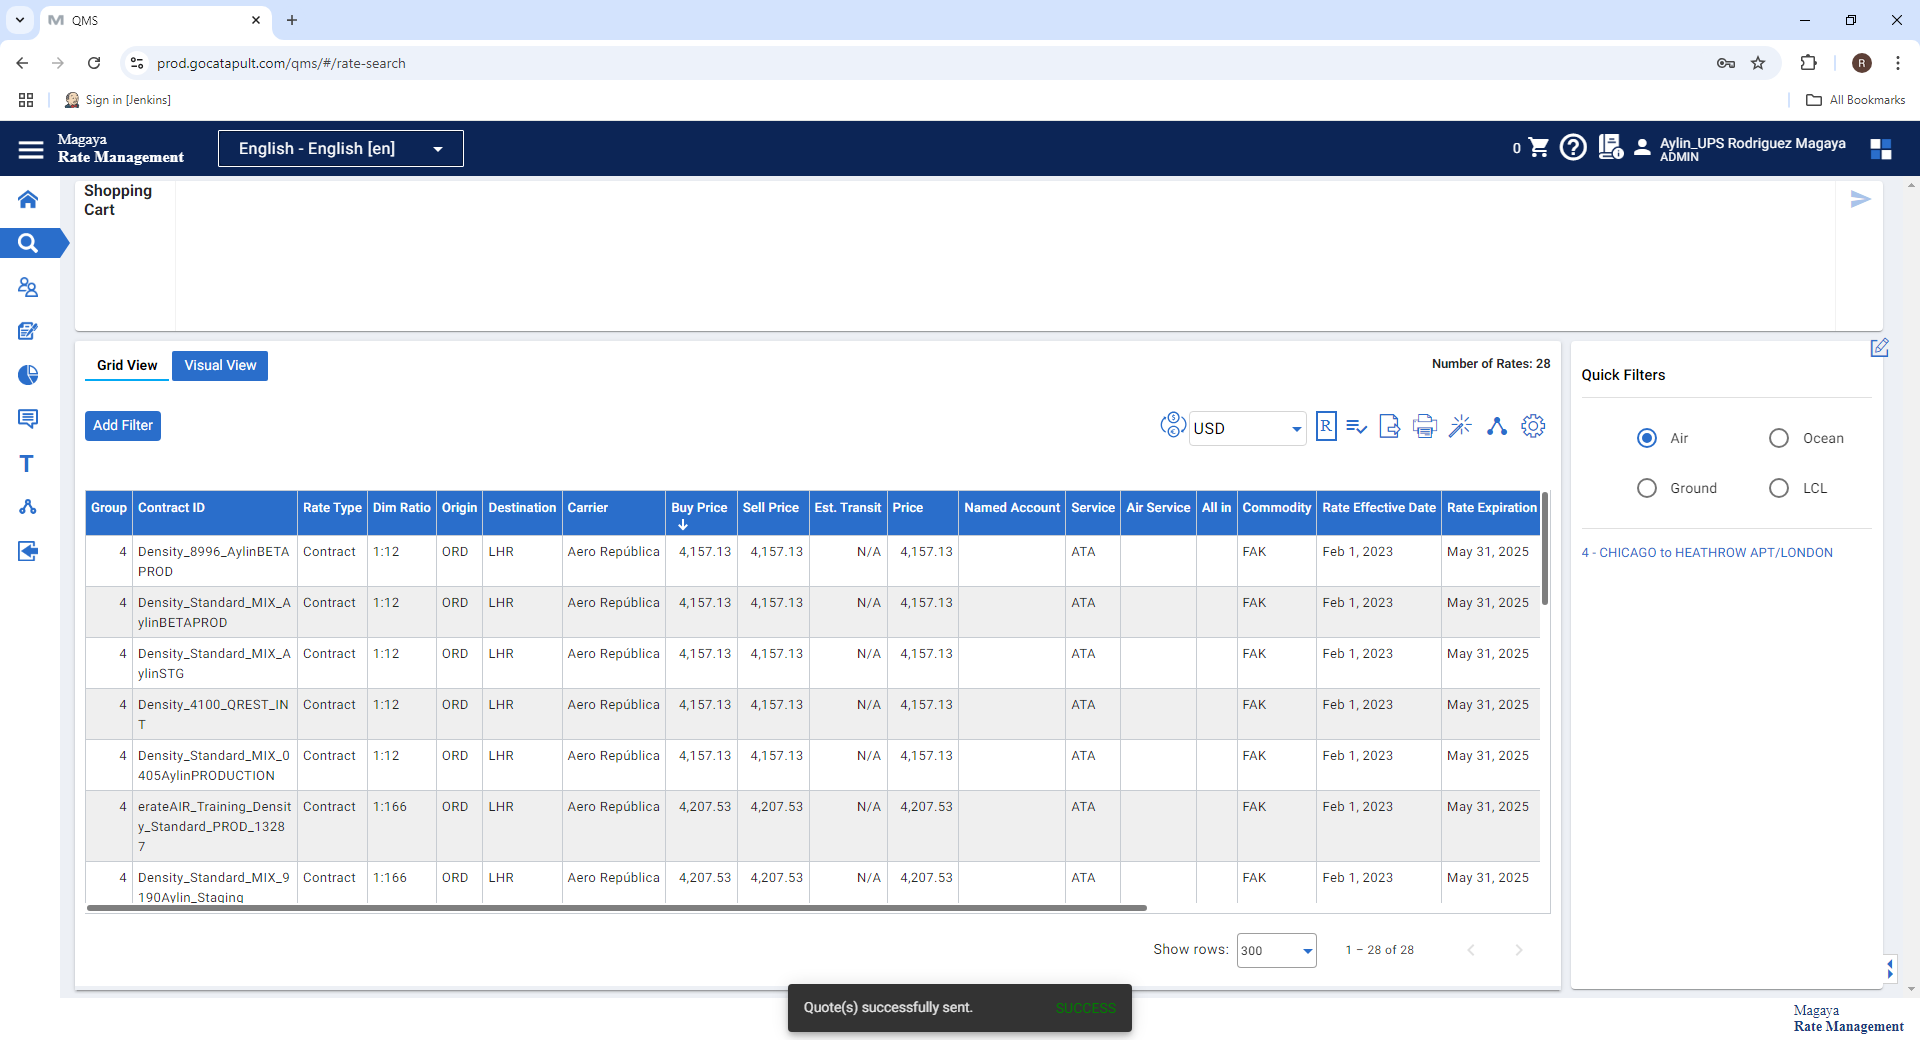 QMS
prod.gocatapult.com/qms/#/rate-search
R
Sign in [Jenkins]
All Bookmarks
Magaya
Rate Management
English - English [en]
0
Aylin_UPS Rodriguez Magaya
ADMIN
Shopping
Cart
Grid View
Visual View
Number of Rates: 28
Add Filter
USD
R
Quick Filters
Air
Ocean
Ground
LCL
4 - CHICAGO to HEATHROW APT/LONDON
Group Contract ID Rate Type Dim Ratio Origin Destination Carrier Buy Price Sell Price Est. Transit Price Named Account Service Air Service All in Commodity Rate Effective Date Rate Expiration
4 Density_8996_AylinBETA Contract 1:12 ORD LHR Aero República 4,157.13 4,157.13 N/A 4,157.13 ATA FAK Feb 1, 2023 May 31, 2025
PROD
4 Density_Standard_MIX_A Contract 1:12 ORD LHR Aero República 4,157.13 4,157.13 N/A 4,157.13 ATA FAK Feb 1, 2023 May 31, 2025
ylinBETAPROD
4 Density_Standard_MIX_A Contract 1:12 ORD LHR Aero República 4,157.13 4,157.13 N/A 4,157.13 ATA FAK Feb 1, 2023 May 31, 2025
ylinSTG
4 Density_4100_QREST_IN Contract 1:12 ORD LHR Aero República 4,157.13 4,157.13 N/A 4,157.13 ATA FAK Feb 1, 2023 May 31, 2025
T
4 Density_Standard_MIX_0 Contract 1:12 ORD LHR Aero República 4,157.13 4,157.13 N/A 4,157.13 ATA FAK Feb 1, 2023 May 31, 2025
405AylinPRODUCTION
4 erateAIR_Training_Densit Contract 1:166 ORD LHR Aero República 4,207.53 4,207.53 N/A 4,207.53 ATA FAK Feb 1, 2023 May 31, 2025
y_Standard_PROD_1328
7
4 Density_Standard_MIX_9 Contract 1:166 ORD LHR Aero República 4,207.53 4,207.53 N/A 4,207.53 ATA FAK Feb 1, 2023 May 31, 2025
190Aylin_Staging
Show rows: 300 1 – 28 of 28
Quote(s) successfully sent. SUCCESS
Magaya
Rate Management